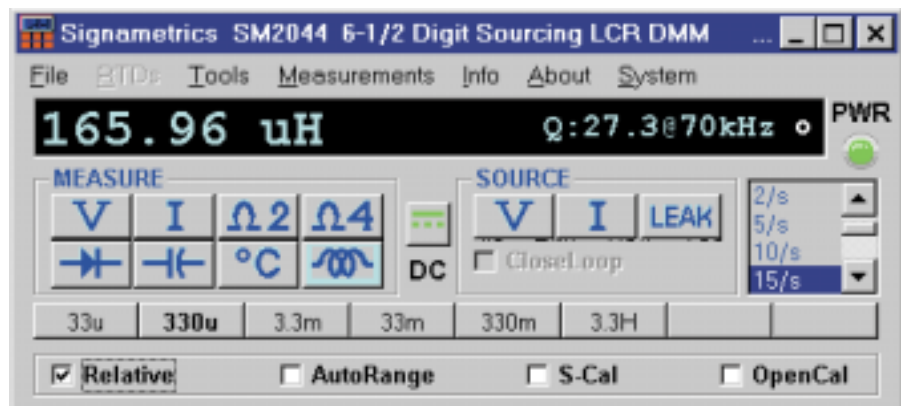 Signametrics SM2044 6-1/2 Digit Sourcing LCR DMM ...
File RTDs Tools Measurements Info About System
165.96 uH Q:27.3@70kHz
PWR
MEASURE
V I Ω2 Ω4
°C
DC
SOURCE
V I LEAK
CloseLoop
2/s
5/s
10/s
15/s
33u 330u 3.3m 33m 330m 3.3H
Relative AutoRange S-Cal OpenCal